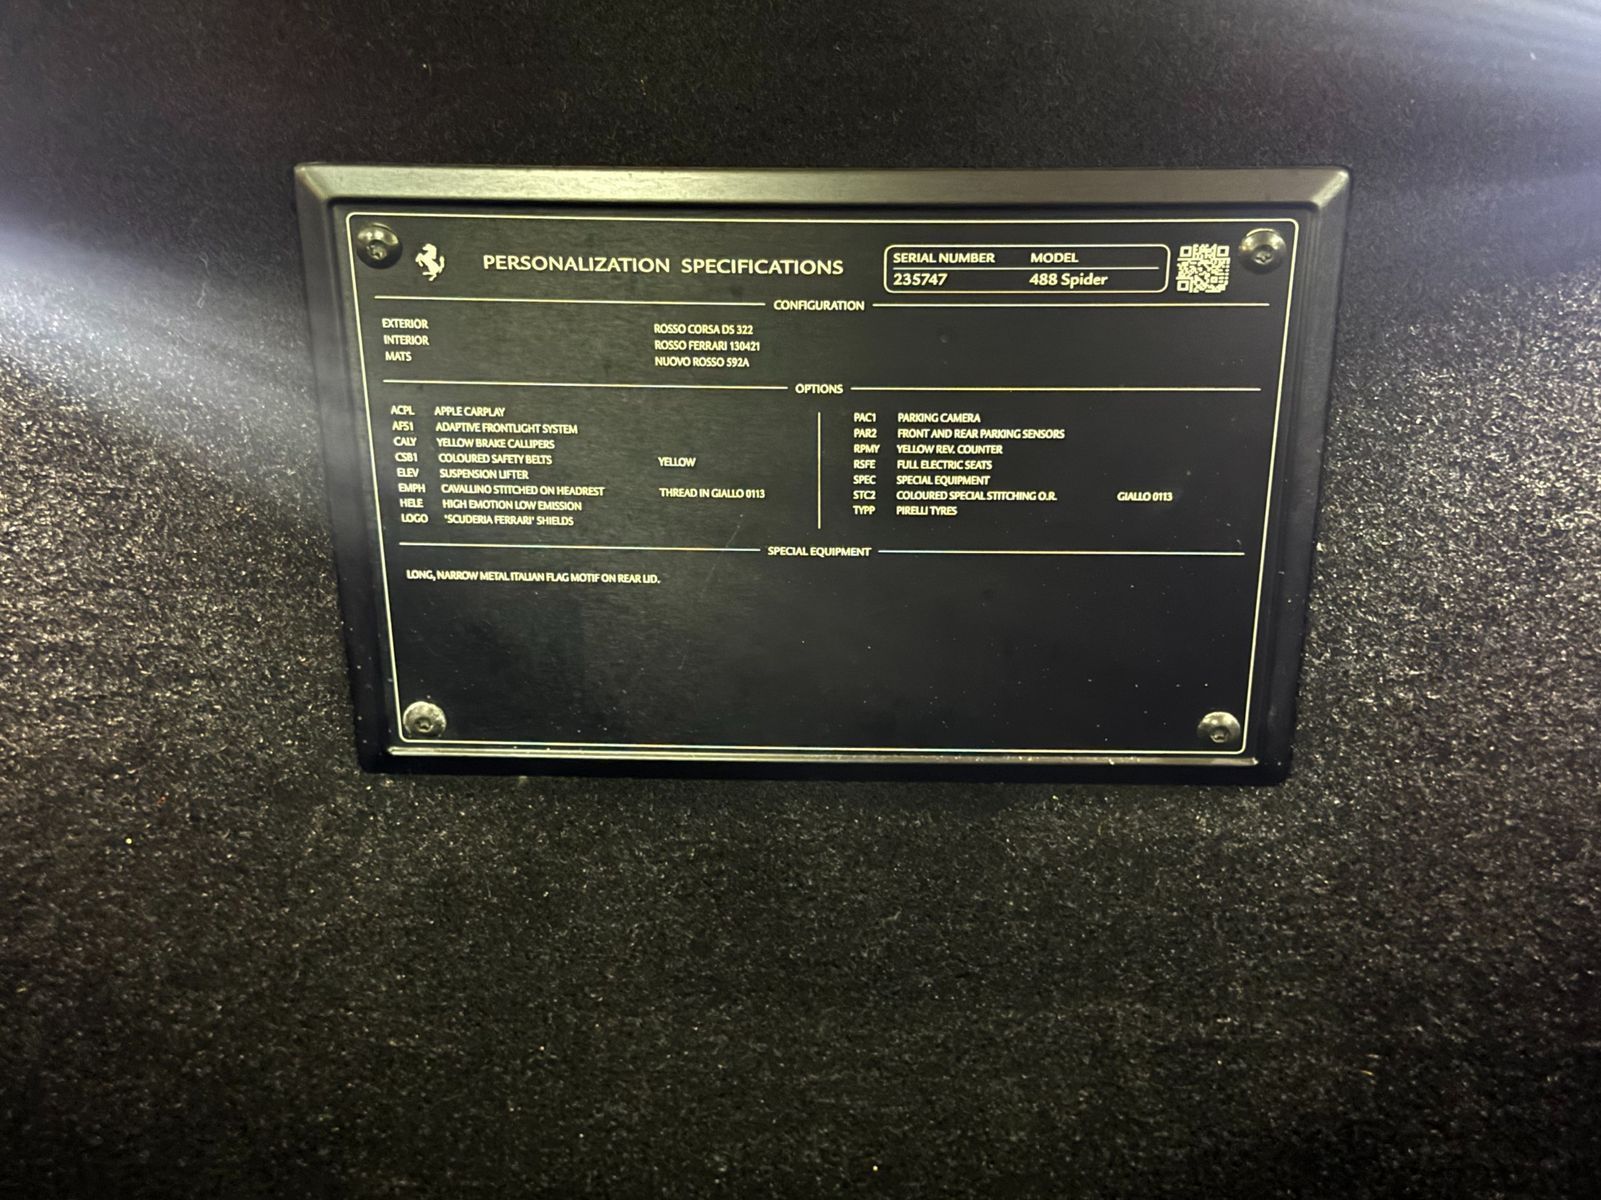 PERSONALIZATION SPECIFICATIONS
SERIAL NUMBER MODEL
235747 488 Spider
CONFIGURATION
EXTERIOR ROSSO CORSA DS 322
INTERIOR ROSSO FERRARI 130421
MATS NUOVO ROSSO 592A
OPTIONS
ACPL APPLE CARPLAY
AFS1 ADAPTIVE FRONTLIGHT SYSTEM
CALY YELLOW BRAKE CALLIPERS
CSB1 COLOURED SAFETY BELTS YELLOW
ELEV SUSPENSION LIFTER
EMPH CAVALLINO STITCHED ON HEADREST THREAD IN GIALLO 0113
HELE HIGH EMOTION LOW EMISSION
LOGO 'SCUDERIA FERRARI' SHIELDS
PAC1 PARKING CAMERA
PAR2 FRONT AND REAR PARKING SENSORS
RPMY YELLOW REV. COUNTER
RSFE FULL ELECTRIC SEATS
SPEC SPECIAL EQUIPMENT
STC2 COLOURED SPECIAL STITCHING O.R. GIALLO 0113
TYPP PIRELLI TYRES
SPECIAL EQUIPMENT
LONG, NARROW METAL ITALIAN FLAG MOTIF ON REAR LID.